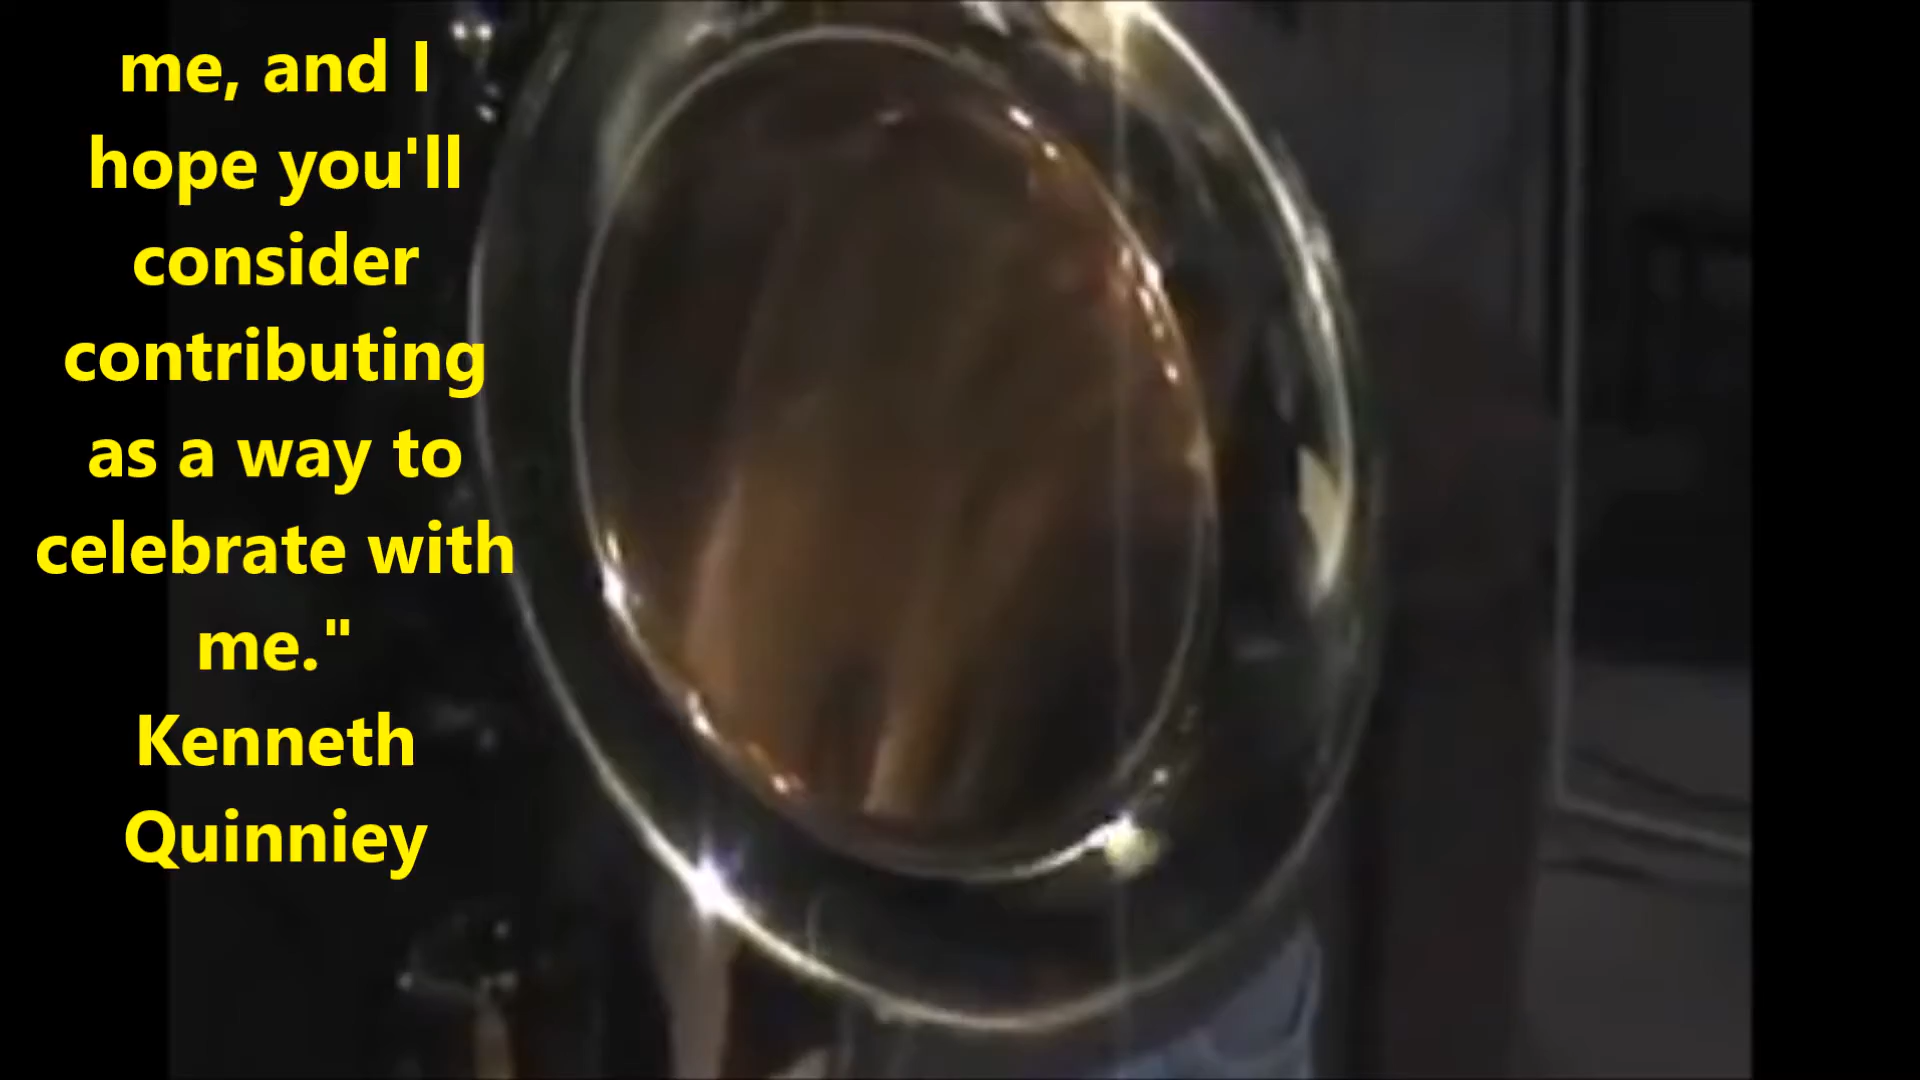 me, and I
hope you'll
consider
contributing
as a way to
celebrate with
me."
Kenneth
Quinniey